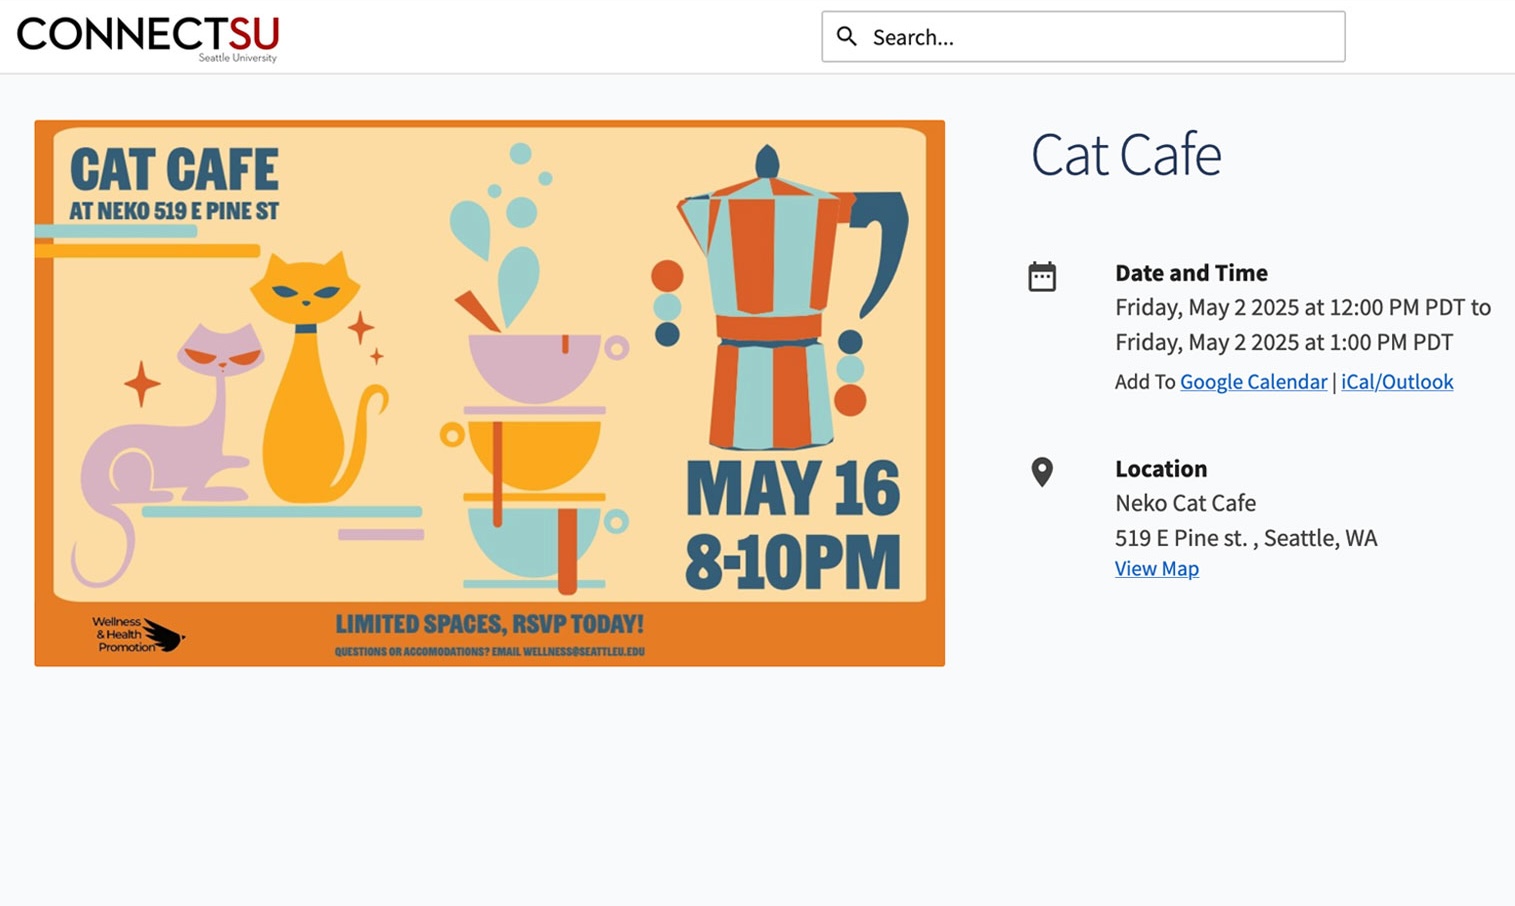 CONNECTSU
Seattle University
Search...
CAT CAFE
AT NEKO 519 E PINE ST
MAY 16
8-10PM
Wellness
& Health
Promotion
LIMITED SPACES, RSVP TODAY!
QUESTIONS OR ACCOMODATIONS? EMAIL WELLNESS@SEATTLEU.EDU
Cat Cafe
Date and Time
Friday, May 2 2025 at 12:00 PM PDT to
Friday, May 2 2025 at 1:00 PM PDT
Add To Google Calendar | iCal/Outlook
Location
Neko Cat Cafe
519 E Pine st. , Seattle, WA
View Map